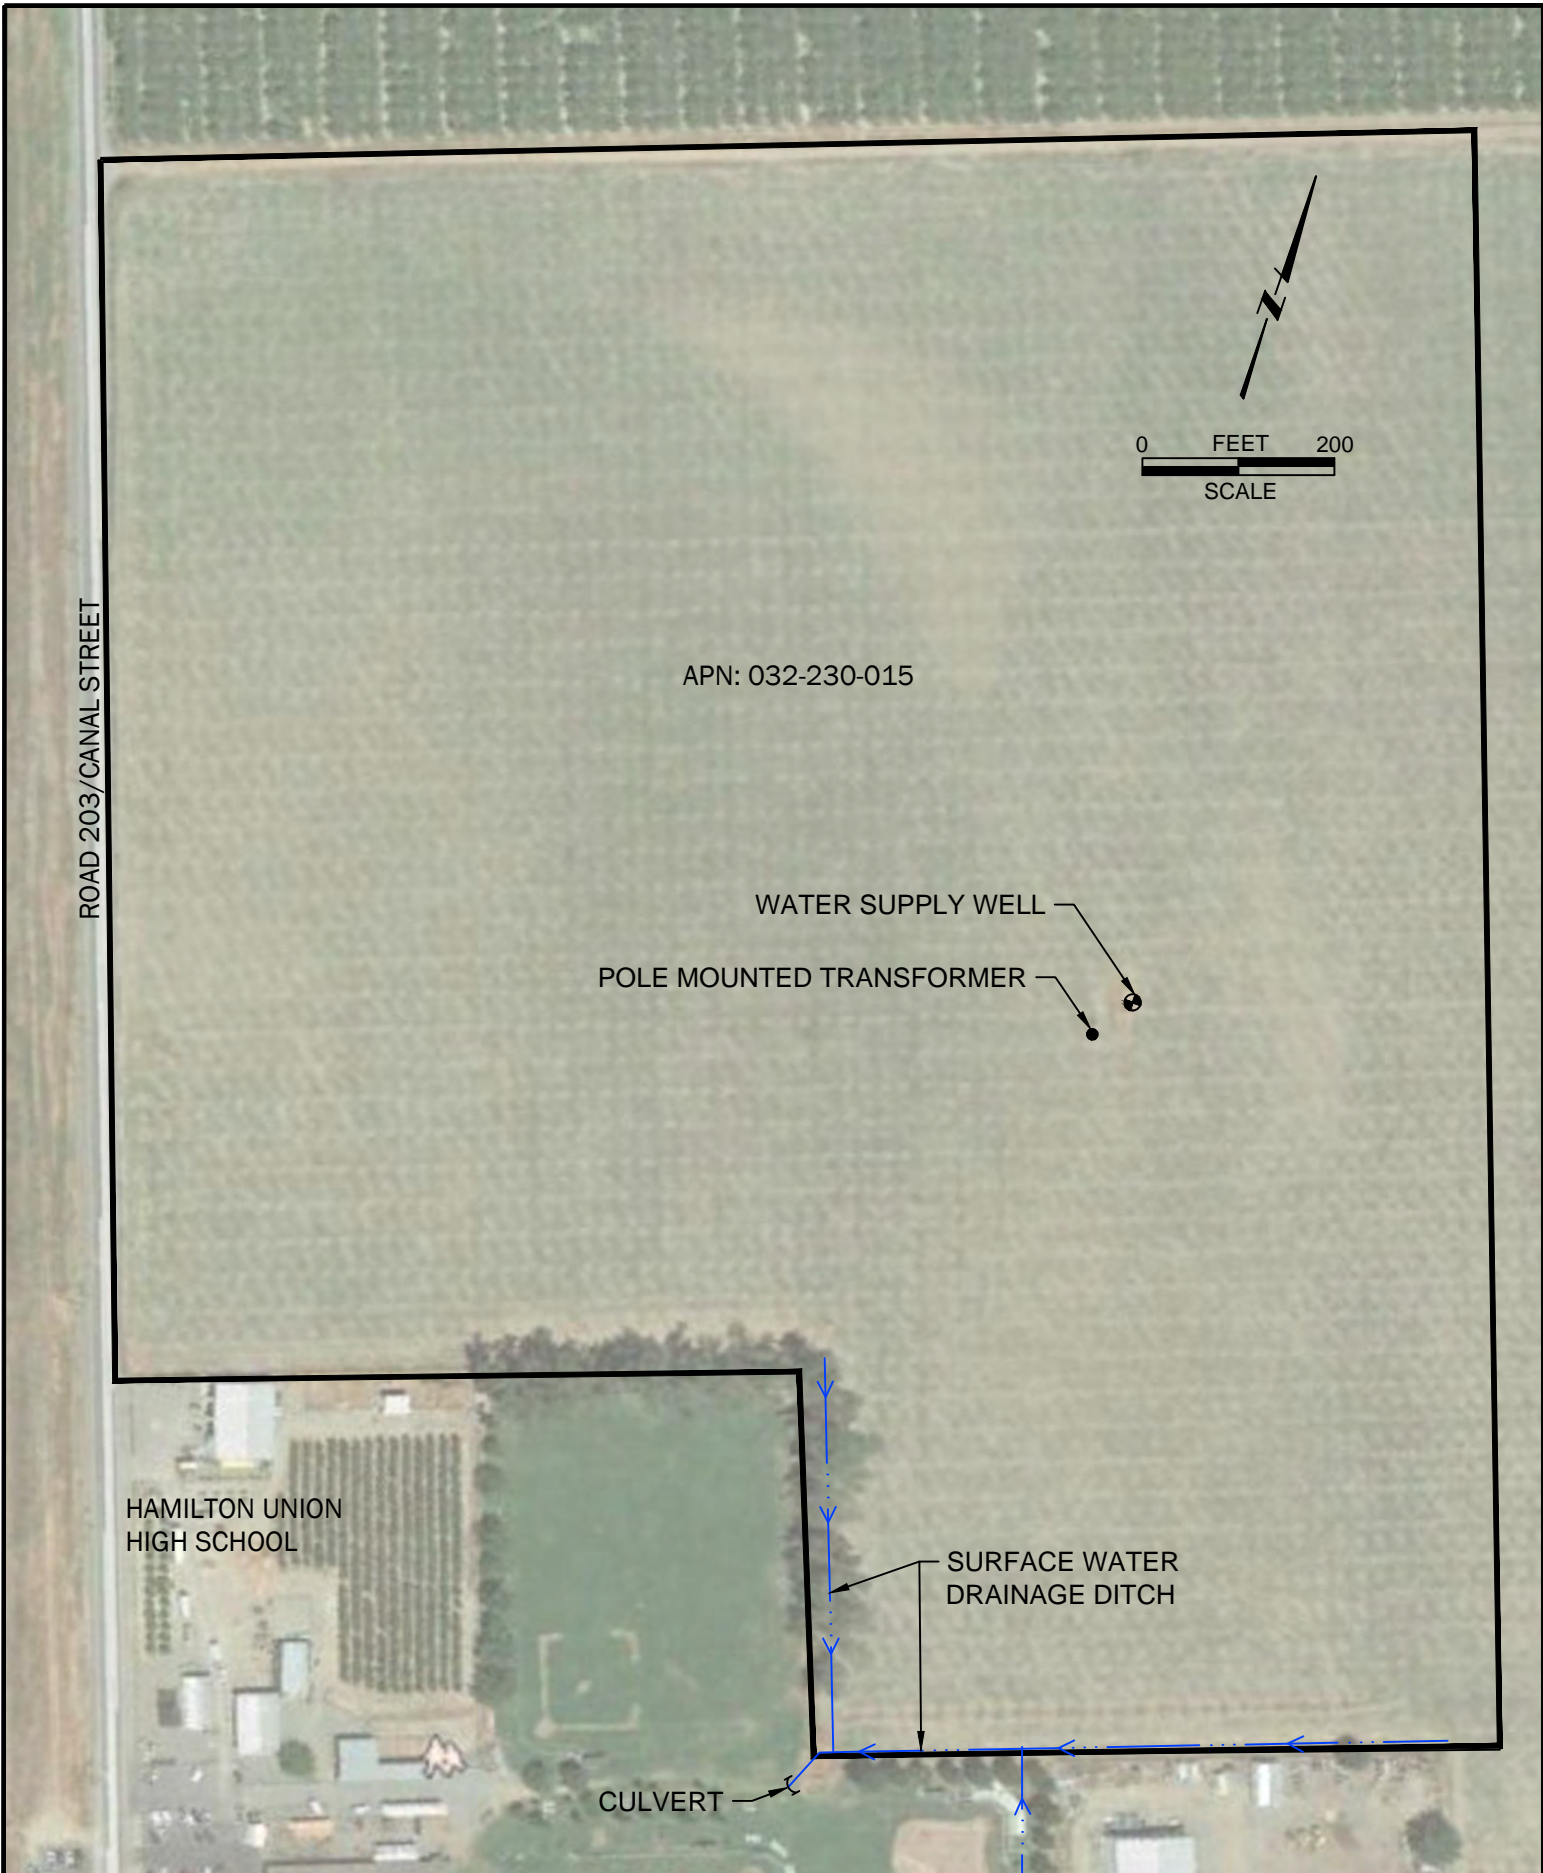 N
0 FEET 200
SCALE
ROAD 203/CANAL STREET
APN: 032-230-015
WATER SUPPLY WELL
POLE MOUNTED TRANSFORMER
HAMILTON UNION
HIGH SCHOOL
SURFACE WATER
DRAINAGE DITCH
CULVERT